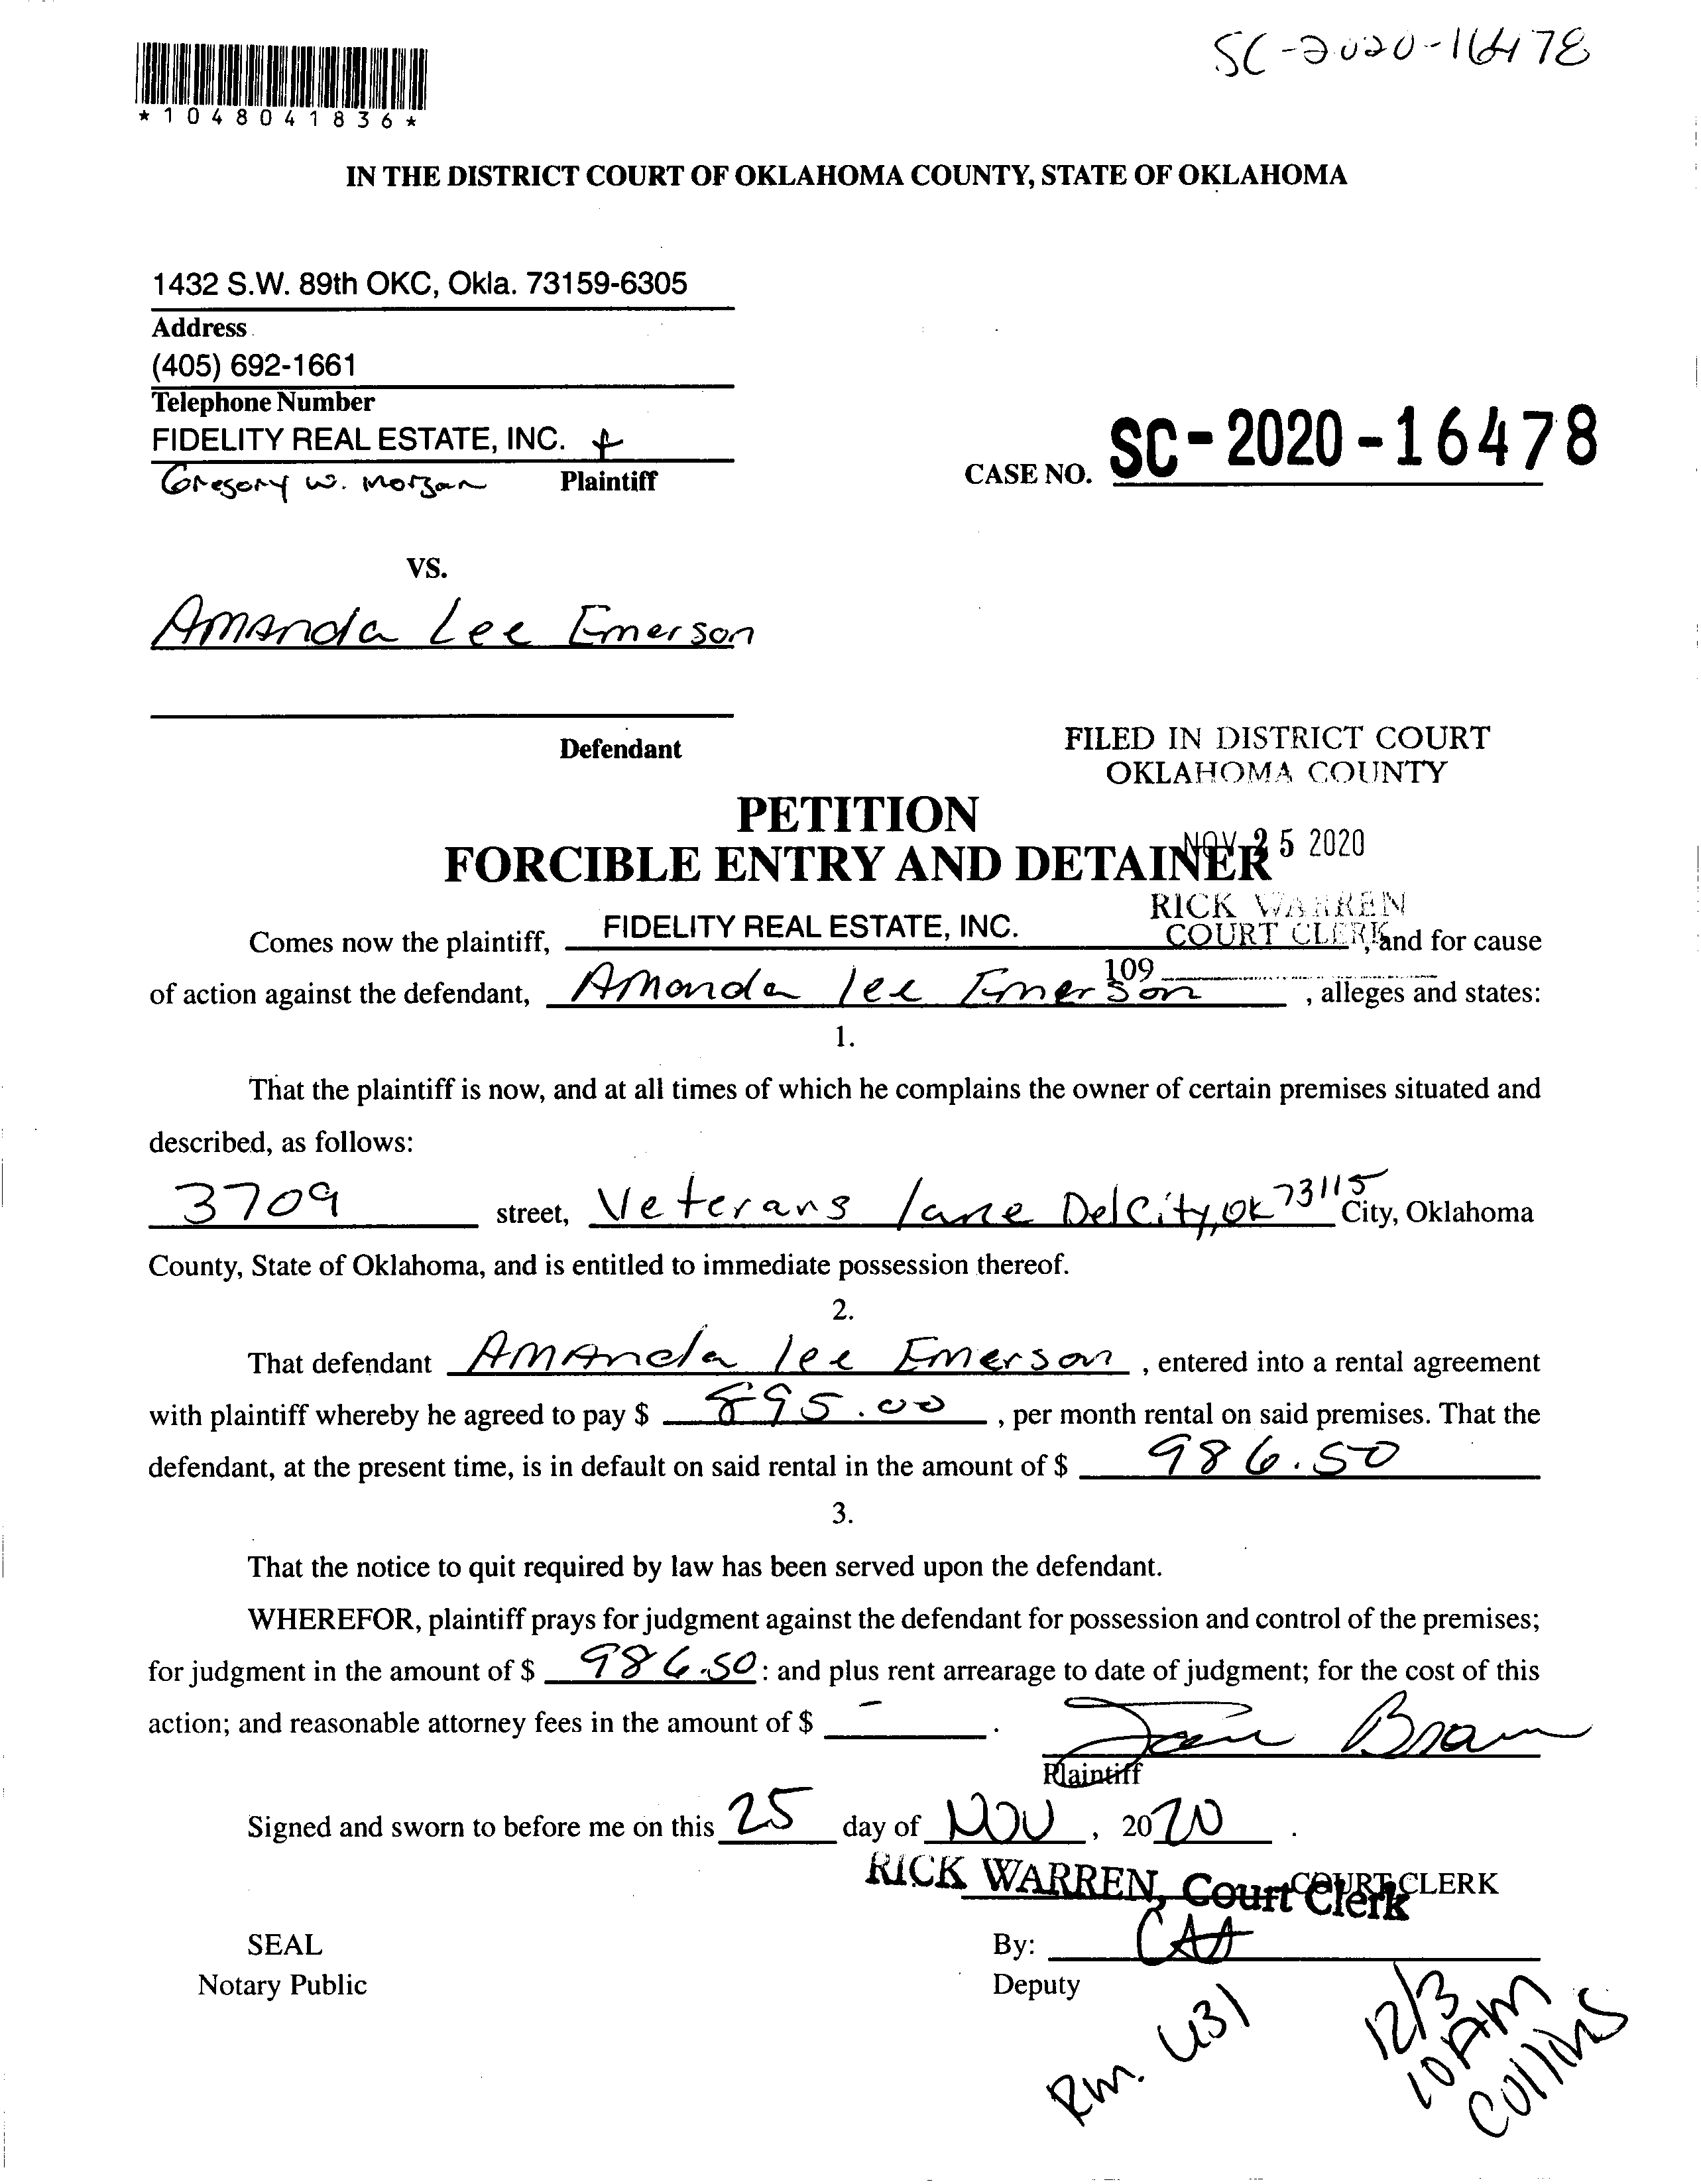 SC-2020-16478
*1048041836*
IN THE DISTRICT COURT OF OKLAHOMA COUNTY, STATE OF OKLAHOMA
1432 S.W. 89th OKC, Okla. 73159-6305
Address
(405) 692-1661
Telephone Number
FIDELITY REAL ESTATE, INC. +
Gregory W. Morgan Plaintiff
CASE NO. SC-2020-16478
VS.
Amanda Lee Emerson
Defendant
FILED IN DISTRICT COURT
OKLAHOMA COUNTY
PETITION
FORCIBLE ENTRY AND DETAINER
NOV 25 2020
RICK WARREN
COURT CLERK
109
Comes now the plaintiff, FIDELITY REAL ESTATE, INC. , and for cause
of action against the defendant, Amanda lee Emerson , alleges and states:
1.
That the plaintiff is now, and at all times of which he complains the owner of certain premises situated and
described, as follows:
3709 street, Veterans lane Del City, OK 73115 City, Oklahoma
County, State of Oklahoma, and is entitled to immediate possession thereof.
2.
That defendant Amanda lee Emerson , entered into a rental agreement
with plaintiff whereby he agreed to pay $ 895.00 , per month rental on said premises. That the
defendant, at the present time, is in default on said rental in the amount of $ 986.50
3.
That the notice to quit required by law has been served upon the defendant.
WHEREFOR, plaintiff prays for judgment against the defendant for possession and control of the premises;
for judgment in the amount of $ 986.50 : and plus rent arrearage to date of judgment; for the cost of this
action; and reasonable attorney fees in the amount of $ - .
Plaintiff
Signed and sworn to before me on this 25 day of NOV , 2020 .
RICK WARREN, Court Clerk
COURT CLERK
SEAL
Notary Public
By: CAA
Deputy
Rm. 431
12/3
10 AM
Collins